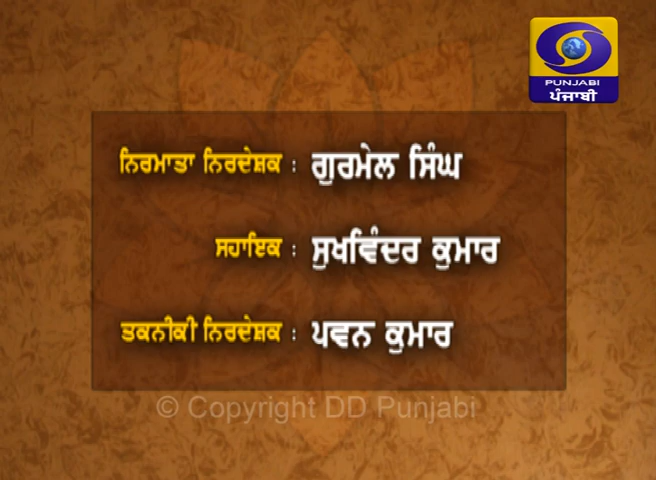 PUNJABI
ਪੰਜਾਬੀ
ਨਿਰਮਾਤਾ ਨਿਰਦੇਸ਼ਕ : ਗੁਰਮੇਲ ਸਿੰਘ
ਸਹਾਇਕ : ਸੁਖਵਿੰਦਰ ਕੁਮਾਰ
ਤਕਨੀਕੀ ਨਿਰਦੇਸ਼ਕ : ਪਵਨ ਕੁਮਾਰ
© Copyright DD Punjabi